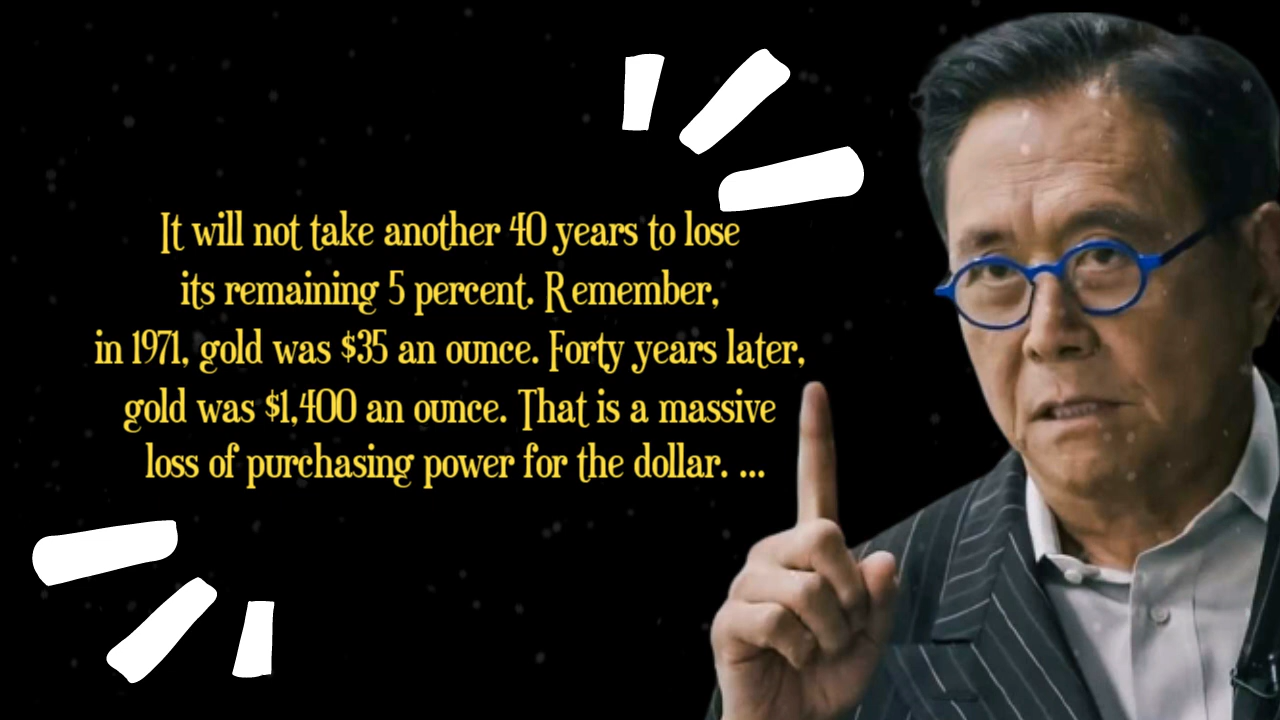 It will not take another 40 years to lose
its remaining 5 percent. Remember,
in 1971, gold was $35 an ounce. Forty years later,
gold was $1,400 an ounce. That is a massive
loss of purchasing power for the dollar. ...